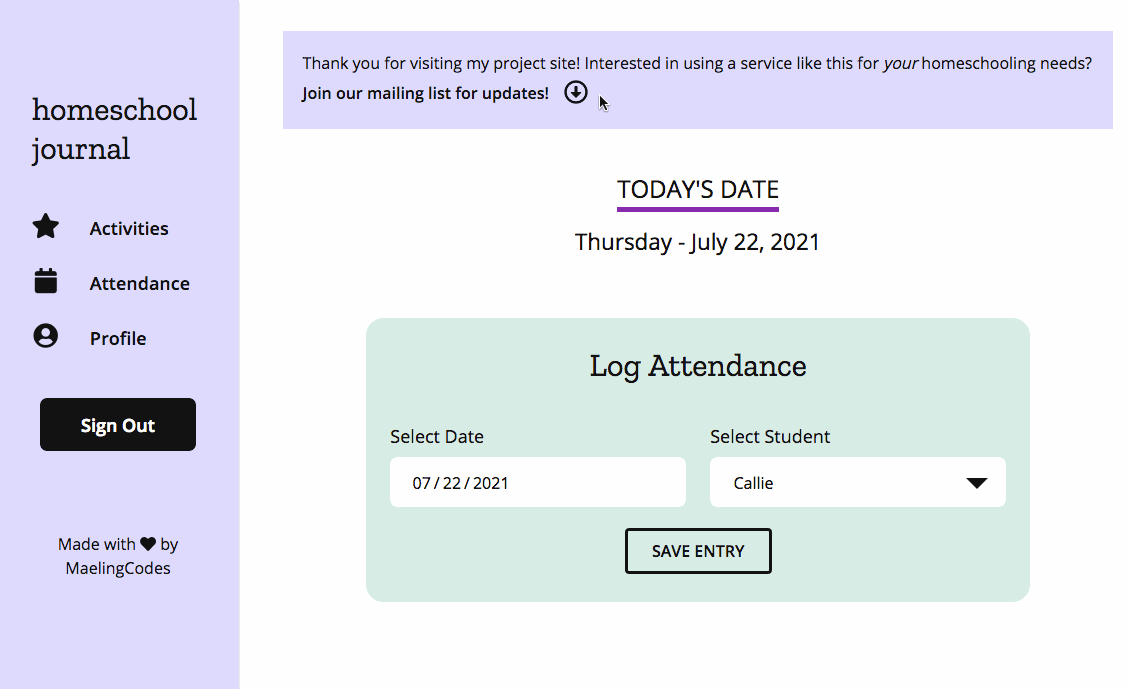 homeschool
journal
Activities
Attendance
Profile
Sign Out
Made with by
MaelingCodes
Thank you for visiting my project site! Interested in using a service like this for your homeschooling needs?
Join our mailing list for updates!
TODAY'S DATE
Thursday - July 22, 2021
Log Attendance
Select Date
Select Student
07/22/2021
Callie
SAVE ENTRY